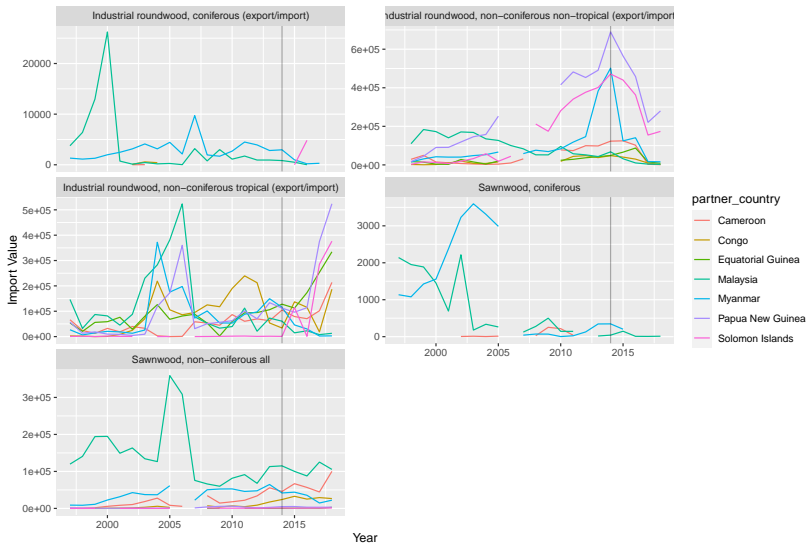 Industrial roundwood, coniferous (export/import)
ndustrial roundwood, non−coniferous non−tropical (export/import
20000
10000
0
6e+05
4e+05
2e+05
0e+00
Industrial roundwood, non−coniferous tropical (export/import)
Sawnwood, coniferous
5e+05
4e+05
3e+05
2e+05
1e+05
0e+00
3000
2000
1000
0
2000
2005
2010
2015
Sawnwood, non−coniferous all
3e+05
2e+05
1e+05
0e+00
2000
2005
2010
2015
Import Value
Year
partner_country
Cameroon
Congo
Equatorial Guinea
Malaysia
Myanmar
Papua New Guinea
Solomon Islands